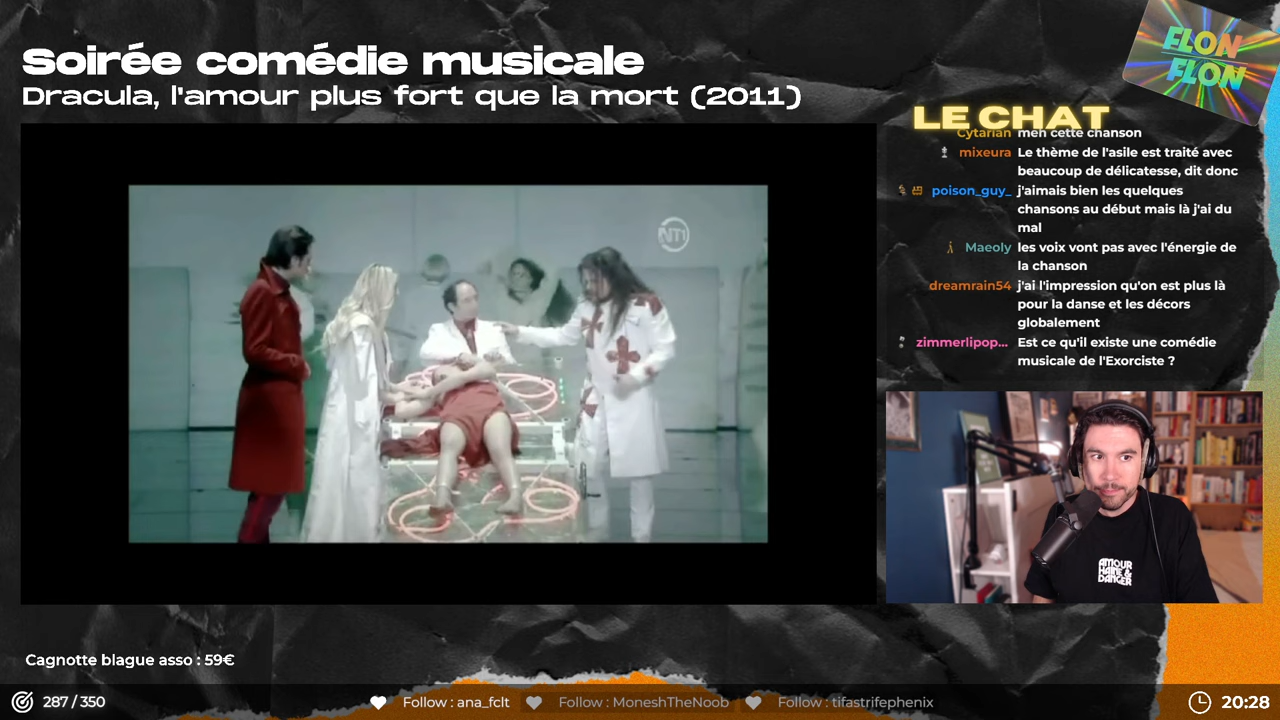 Soirée comédie musicale
Dracula, l'amour plus fort que la mort (2011)
FLON
FLON
LE CHAT
Cytarian meh cette chanson
mixeura Le thème de l'asile est traité avec
beaucoup de délicatesse, dit donc
poison_guy_ j'aimais bien les quelques
chansons au début mais là j'ai du
mal
Maeoly les voix vont pas avec l'énergie de
la chanson
dreamrain54 j'ai l'impression qu'on est plus là
pour la danse et les décors
globalement
zimmerlipop... Est ce qu'il existe une comédie
musicale de l'Exorciste ?
NT1
AMOUR
HAINE &
DANGER
Cagnotte blague asso : 59€
287 / 350
Follow : ana_fclt
Follow : MoneshTheNoob
Follow : tifastrifephenix
20:28